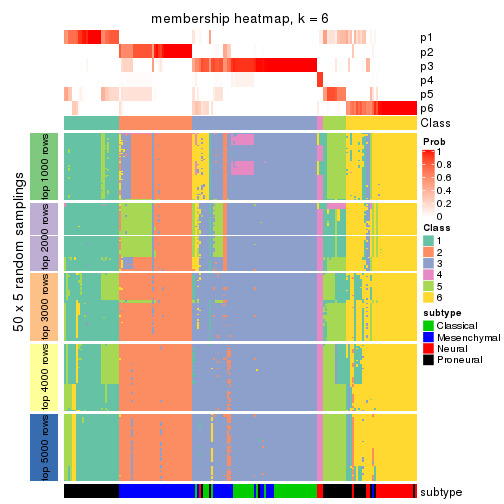 membership heatmap, k = 6
p1
p2
p3
p4
p5
p6
Class
50 x 5 random samplings
top 1000 rows
top 2000 rows
top 3000 rows
top 4000 rows
top 5000 rows
Prob
1
0.8
0.6
0.4
0.2
0
Class
1
2
3
4
5
6
subtype
Classical
Mesenchymal
Neural
Proneural
subtype